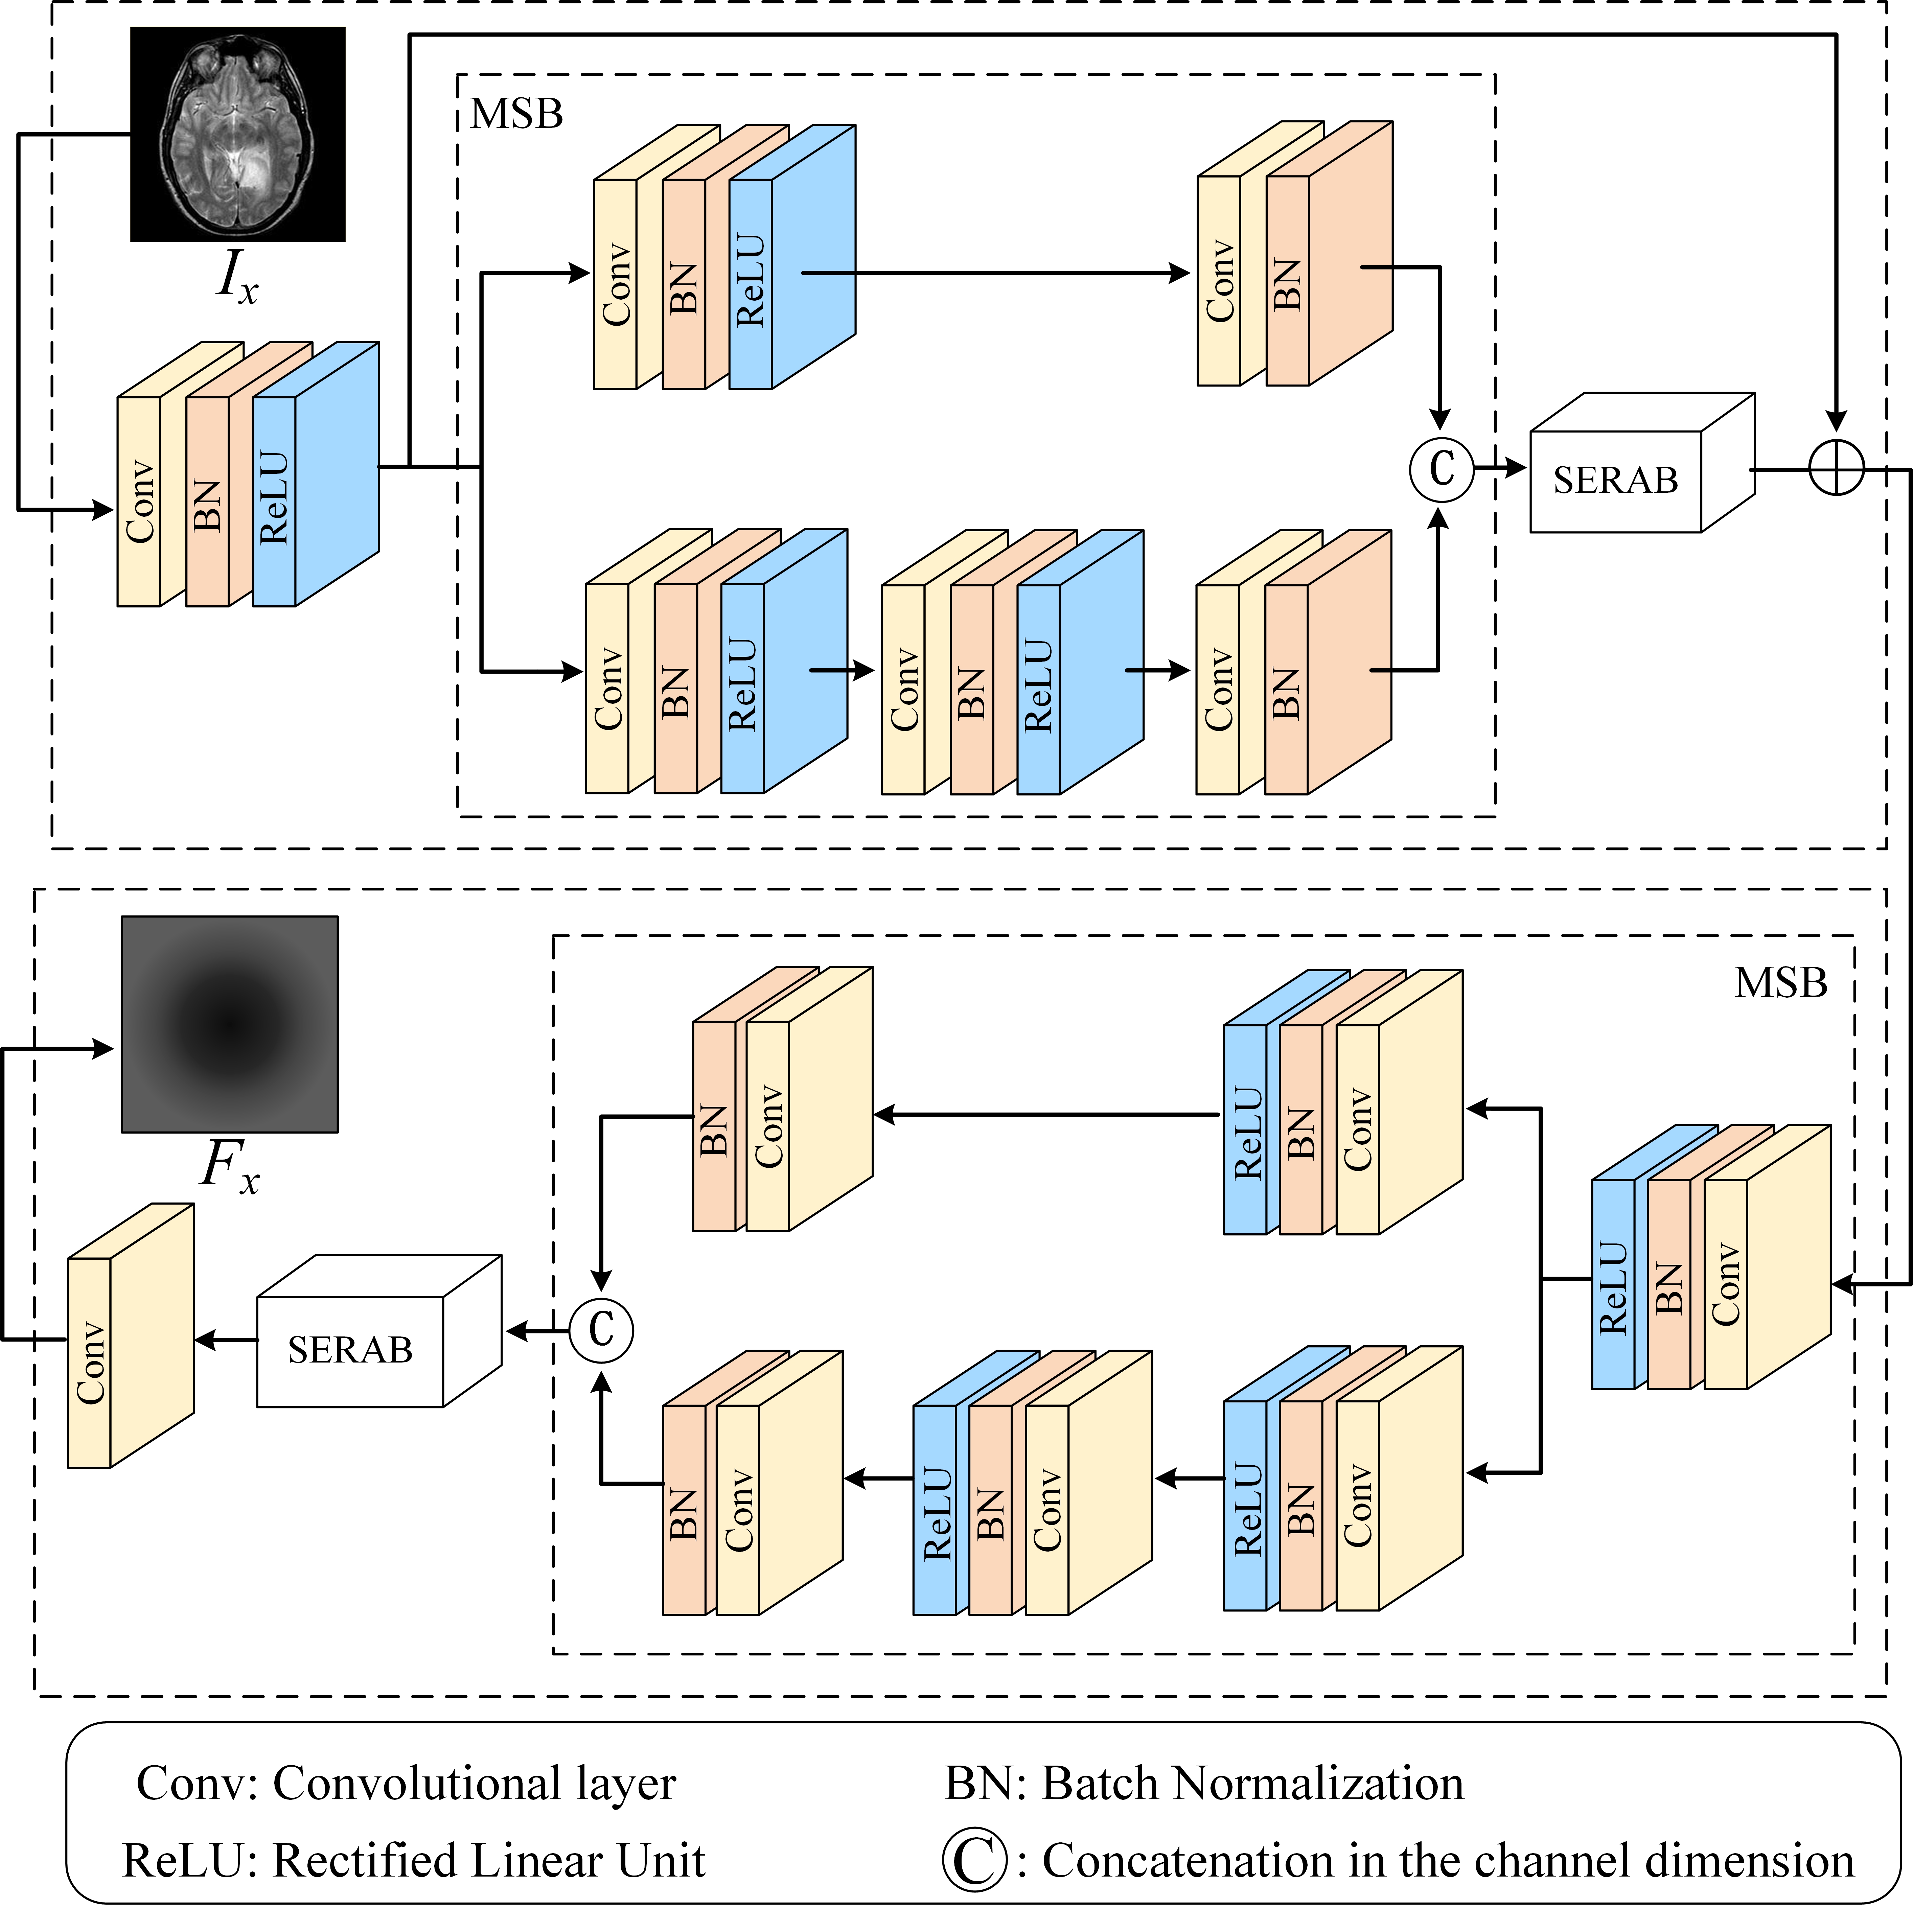 MSB
I_x
Conv
BN
ReLU
Conv
BN
ReLU
Conv
BN
C
SERAB
Conv
BN
ReLU
Conv
BN
ReLU
Conv
BN
MSB
F_x
BN
Conv
ReLU
BN
Conv
ReLU
BN
Conv
Conv
SERAB
C
BN
Conv
ReLU
BN
Conv
ReLU
BN
Conv
Conv: Convolutional layer
BN: Batch Normalization
ReLU: Rectified Linear Unit
C : Concatenation in the channel dimension